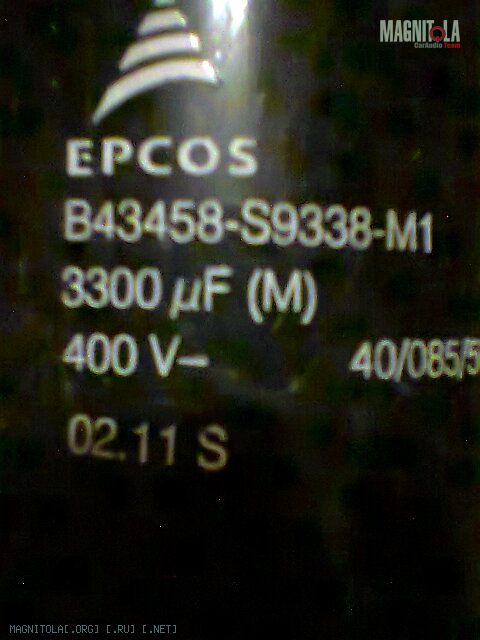 MAGNITOLA
CarAudio Team
EPCOS
B43458-S9338-M1
3300 µF (M)
400 V–
40/085/5
02.11 S
MAGNITOLA[.ORG] [.RU] [.NET]